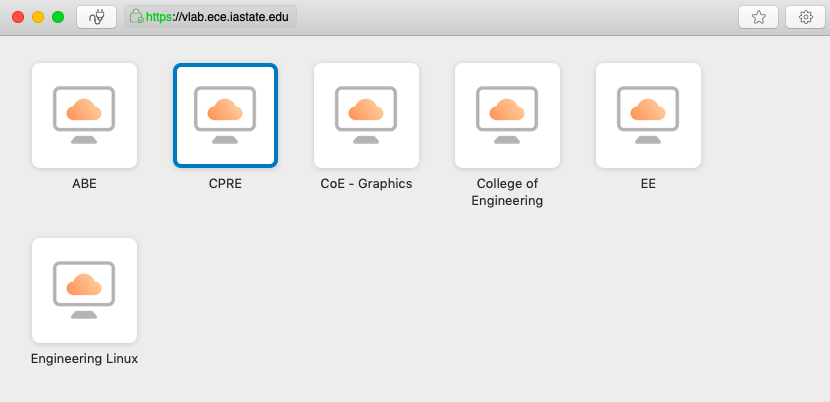 https://vlab.ece.iastate.edu
ABE
CPRE
CoE - Graphics
College of
Engineering
EE
Engineering Linux